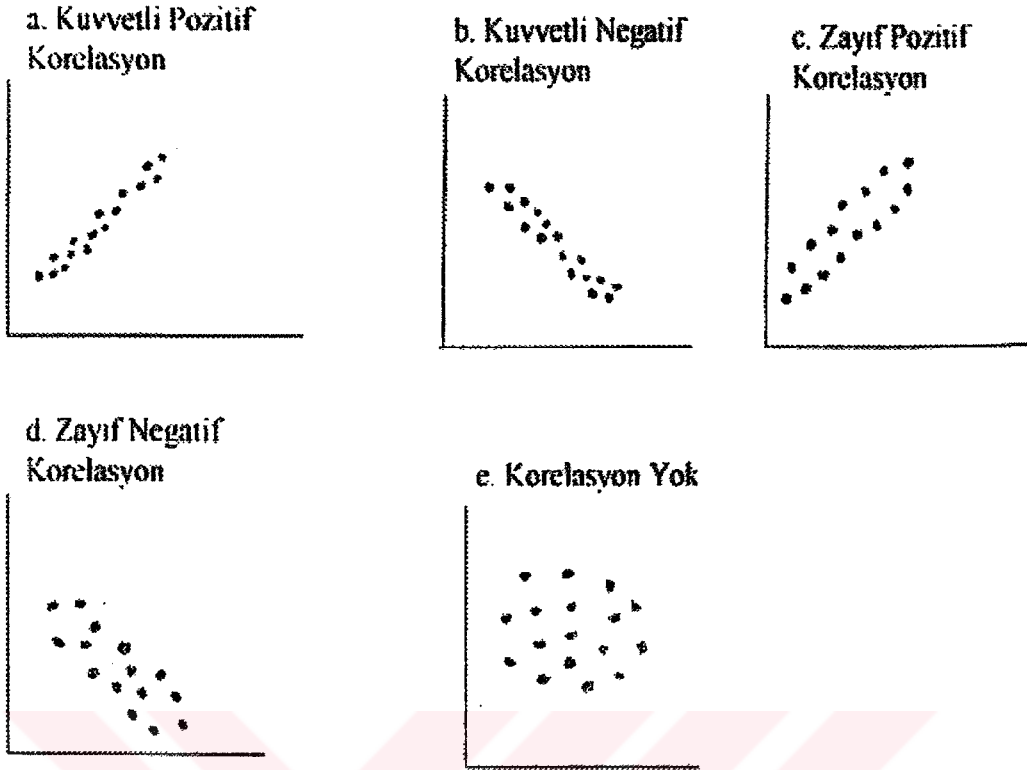 a. Kuvvetli Pozitif
Korelasyon
b. Kuvvetli Negatif
Korelasyon
c. Zayıf Pozitif
Korelasyon
d. Zayıf Negatif
Korelasyon
e. Korelasyon Yok